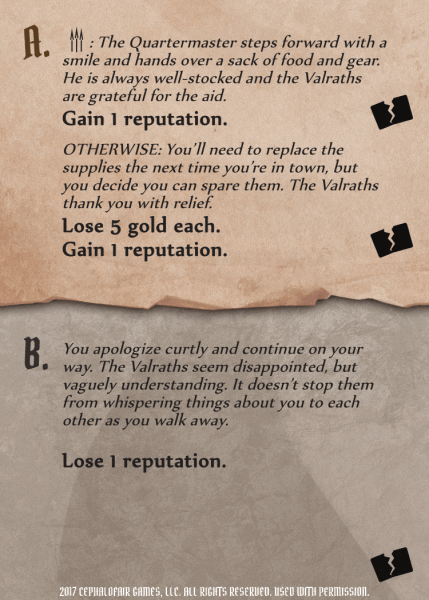 A. : The Quartermaster steps forward with a
smile and hands over a sack of food and gear.
He is always well-stocked and the Valraths
are grateful for the aid.
Gain 1 reputation.
OTHERWISE: You'll need to replace the
supplies the next time you're in town, but
you decide you can spare them. The Valraths
thank you with relief.
Lose 5 gold each.
Gain 1 reputation.
B. You apologize curtly and continue on your
way. The Valraths seem disappointed, but
vaguely understanding. It doesn't stop them
from whispering things about you to each
other as you walk away.
Lose 1 reputation.
2017 CEPHALOFAIR GAMES, LLC. ALL RIGHTS RESERVED. USED WITH PERMISSION.